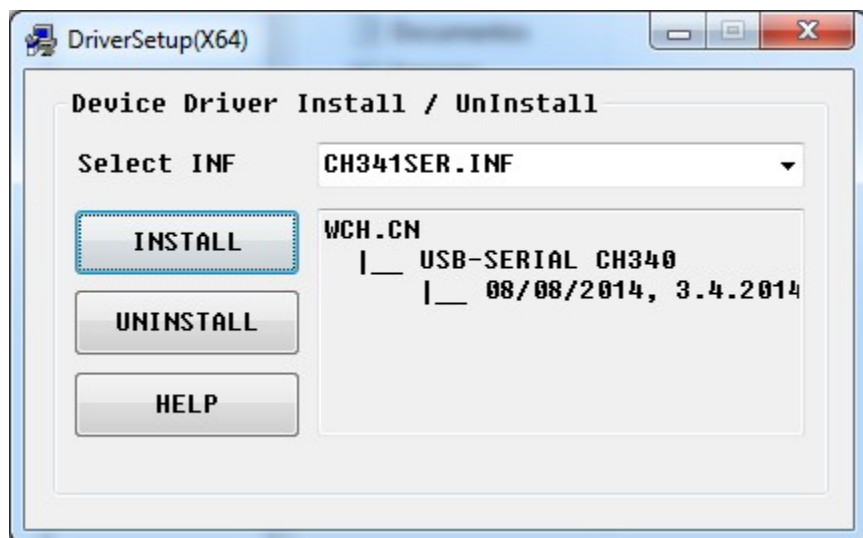 DriverSetup(X64)
Device Driver Install / UnInstall
Select INF
CH341SER.INF
INSTALL
WCH.CN
|__ USB-SERIAL CH340
|__ 08/08/2014, 3.4.2014
UNINSTALL
HELP